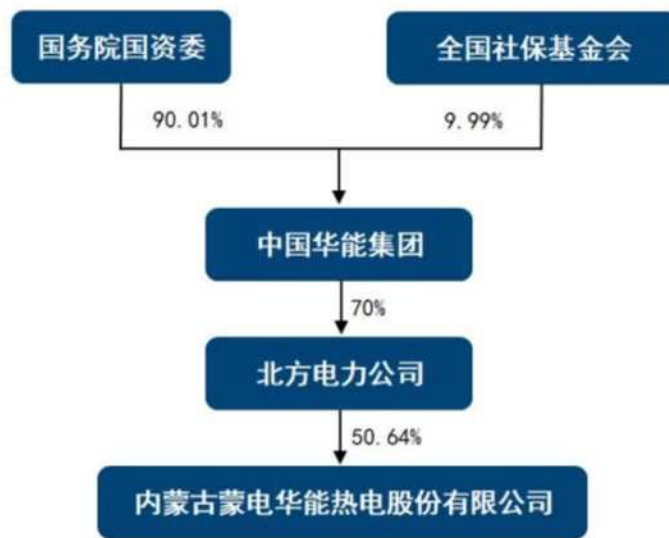 国务院国资委
全国社保基金会
90.01%
9.99%
中国华能集团
70%
北方电力公司
50.64%
内蒙古蒙电华能热电股份有限公司